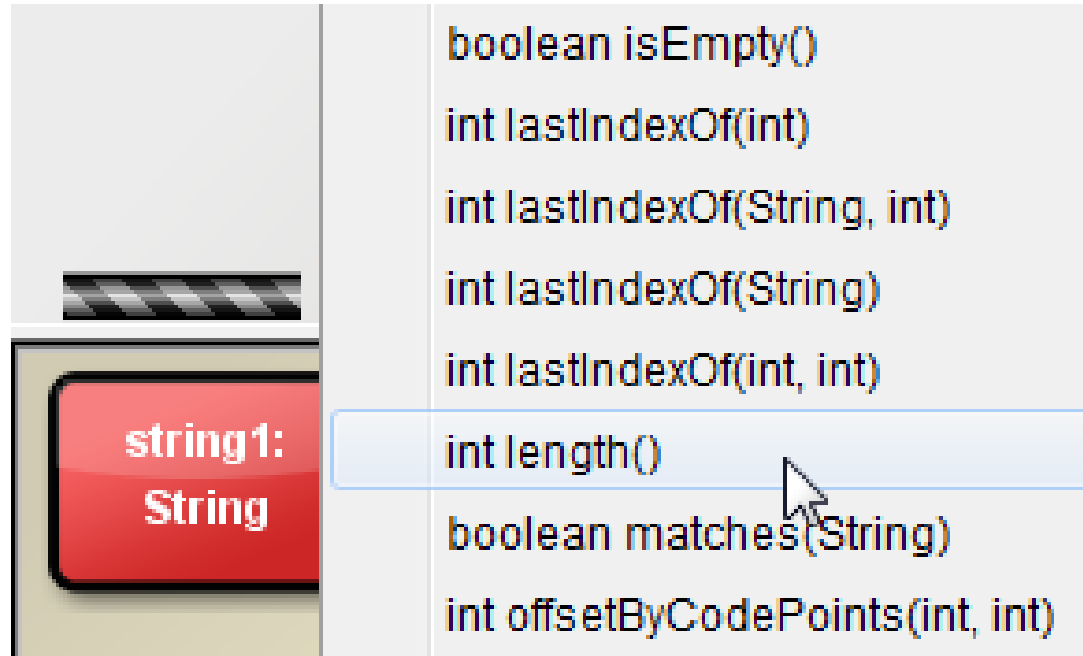 boolean isEmpty()
int lastIndexOf(int)
int lastIndexOf(String, int)
int lastIndexOf(String)
int lastIndexOf(int, int)
int length()
boolean matches(String)
int offsetByCodePoints(int, int)
string1:
String